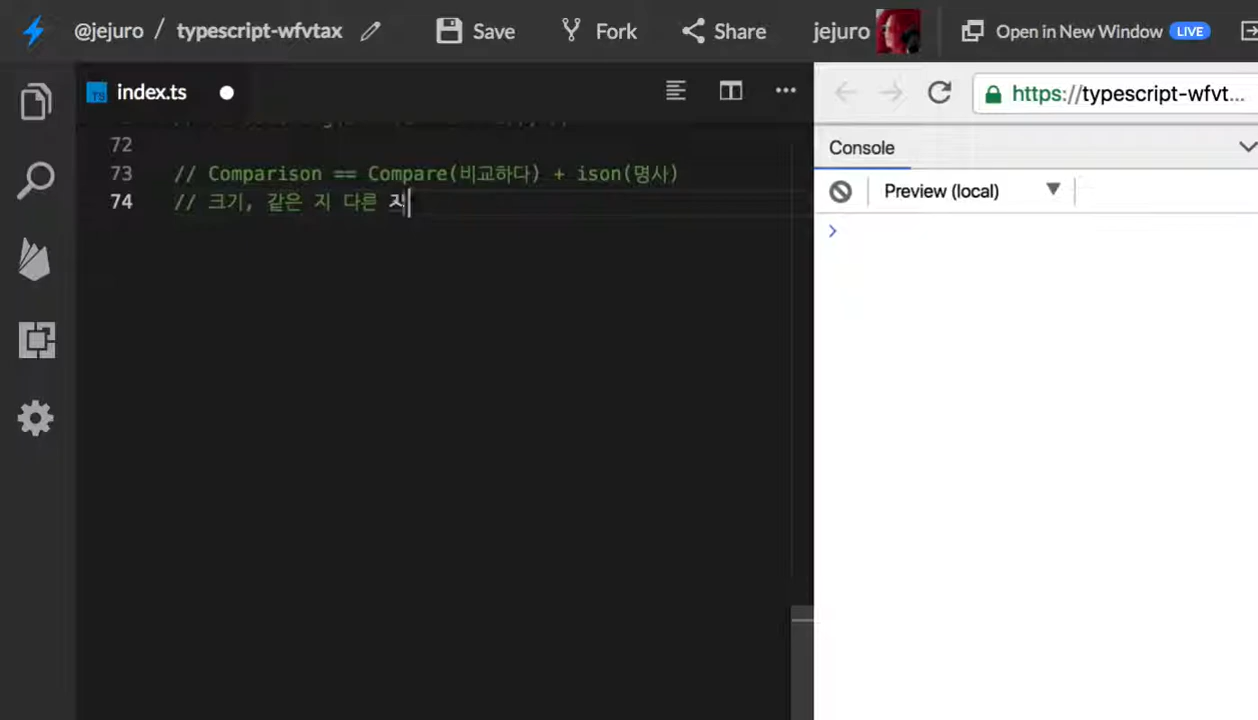 @jejuro / typescript-wfvtax Save Fork Share jejuro Open in New Window LIVE
index.ts
https://typescript-wfvt...
Console
Preview (local)
72
73 // Comparison == Compare(비교하다) + ison(명사)
74 // 크기, 같은 지 다른 지